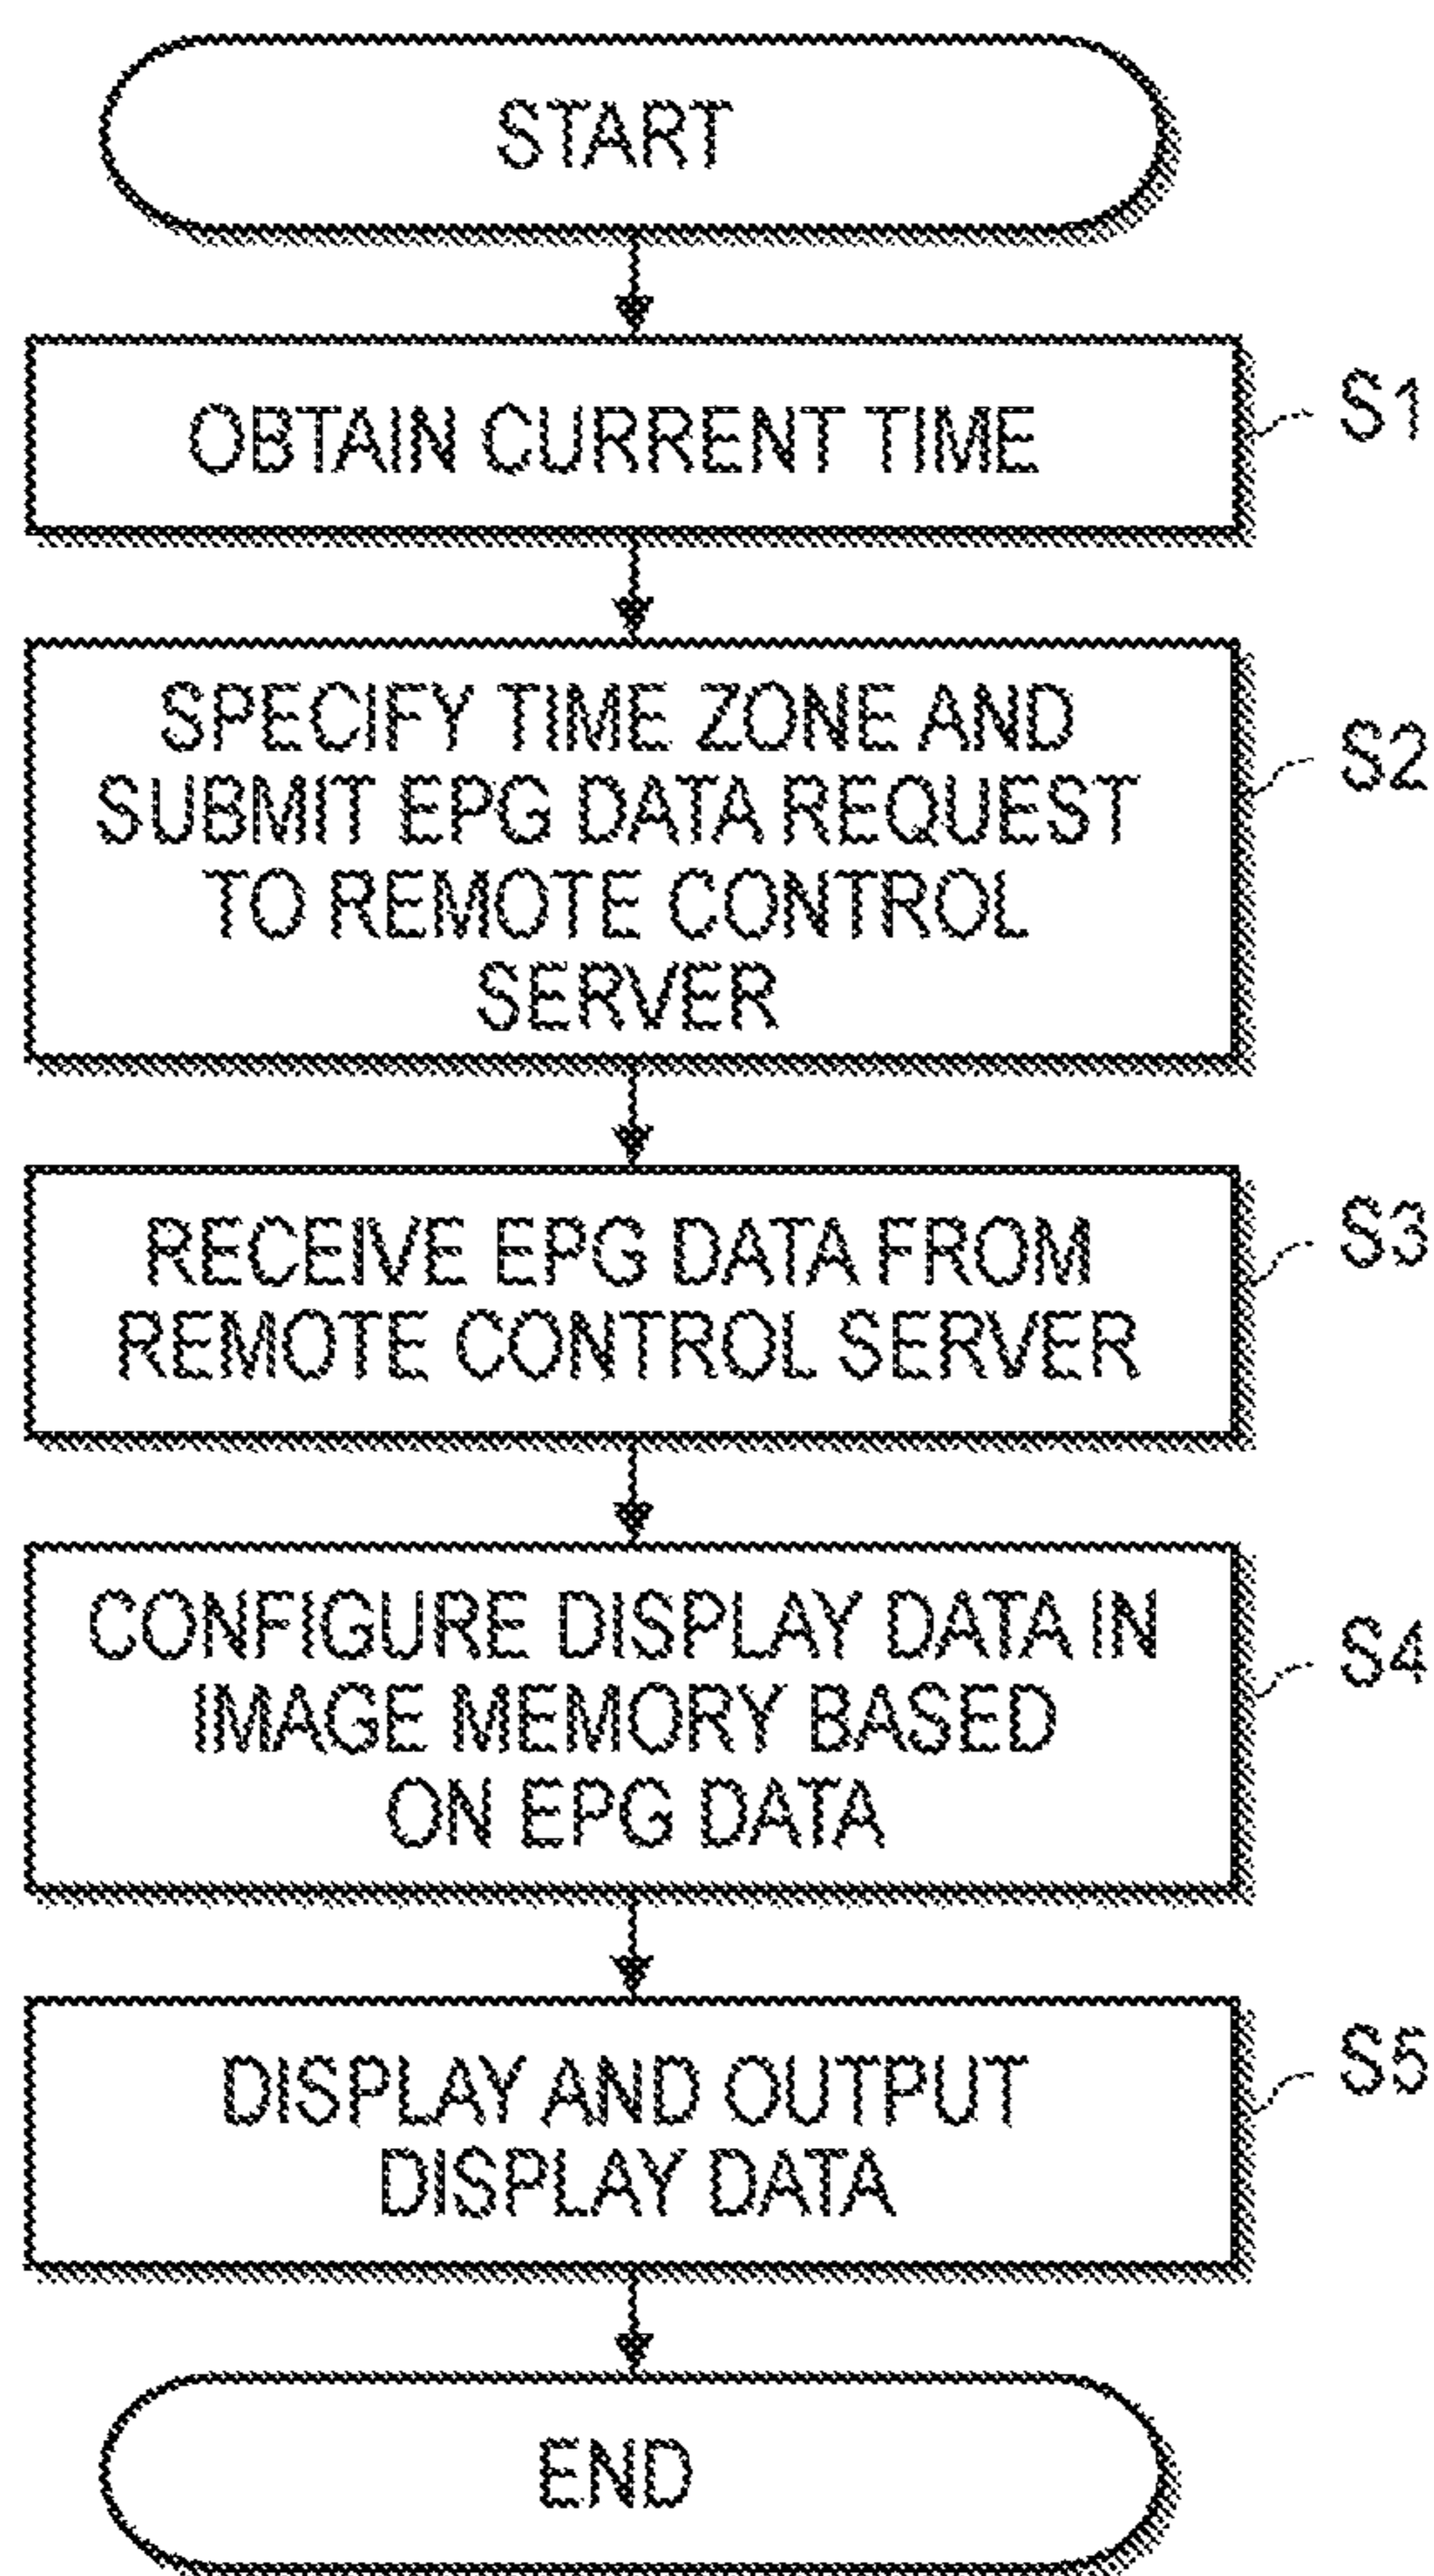 START
OBTAIN CURRENT TIME
S1
SPECIFY TIME ZONE AND
SUBMIT EPG DATA REQUEST
TO REMOTE CONTROL
SERVER
S2
RECEIVE EPG DATA FROM
REMOTE CONTROL SERVER
S3
CONFIGURE DISPLAY DATA IN
IMAGE MEMORY BASED
ON EPG DATA
S4
DISPLAY AND OUTPUT
DISPLAY DATA
S5
END